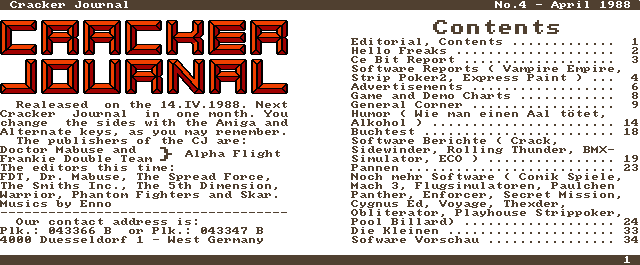 Cracker Journal
No.4 - April 1988
CRACKER
JOURNAL
Realeased on the 14.IV.1988. Next
Cracker Journal in one month. You
change the sides with the Amiga and
Alternate keys, as you may remember.
The publishers of the CJ are:
Doctor Mabuse and
Frankie Double Team } Alpha Flight
The editors this time:
FDT, Dr. Mabuse, The Spread Force,
The Smiths Inc., The 5th Dimension,
Warrior, Phantom Fighters and Skar.
Musics by Enno
------------------------------------
Our contact address is:
Plk.: 043366 B or Plk.: 043347 B
4000 Duesseldorf 1 - West Germany
Contents
Editorial, Contents ............. 1
Hello Freaks .................... 2
Ce Bit Report ................... 3
Software Reports ( Vampire Empire,
Strip Poker2, Express Paint ) .... 4
Advertisements .................. 6
Game and Demo Charts ............ 8
General Corner ..................
Humor ( Wie man einen Aal tötet,
Alkohol ) ....................... 14
Buchtest ........................ 18
Software Berichte ( Crack,
Sidewinder, Rolling Thunder, BMX-
Simulator, ECO ) ................ 19
Pannen .......................... 23
Noch mehr Software ( Comik Spiele,
Mach 3, Flugsimulatoren, Paulchen
Panther, Enforcer, Secret Mission,
Cygnus Ed, Voyage, Thexder,
Obliterator, Playhouse Strippoker,
Pool Billard) ................... 24
Die Kleinen ..................... 33
Sofware Vorschau ................ 34
1